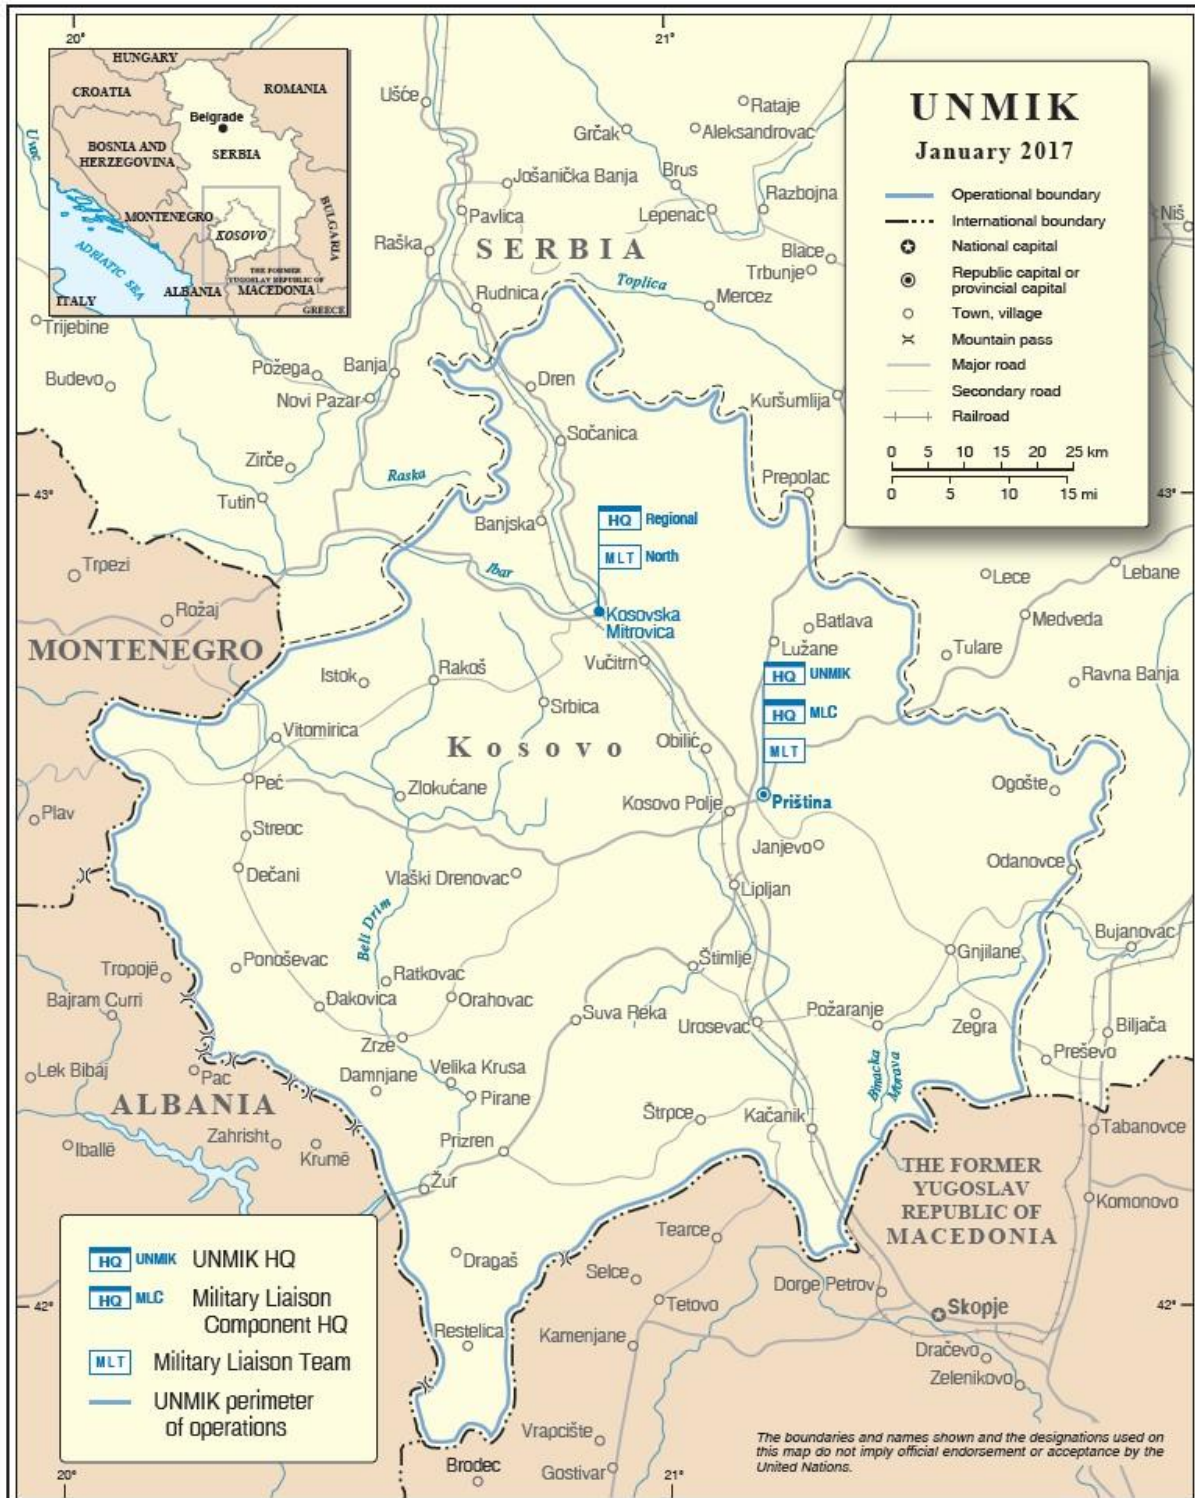 20°
21°
HUNGARY
CROATIA
ROMANIA
Belgrade
BOSNIA AND
HERZEGOVINA
SERBIA
MONTENEGRO
KOSOVO
BULGARIA
ADRIATIC SEA
ITALY
ALBANIA
THE FORMER
YUGOSLAV REPUBLIC OF
MACEDONIA
GREECE
Uvac
UNMIK
January 2017
Operational boundary
International boundary
National capital
Republic capital or
provincial capital
Town, village
Mountain pass
Major road
Secondary road
Railroad
0 5 10 15 20 25 km
0 5 10 15 mi
Ušće
Rataje
Grčak
Aleksandrovac
Jošanička Banja
Brus
Razbojna
Pavlica
Lepenac
Niš
Raška
SERBIA
Blace
Trbunje
Rudnica
Toplica
Mercez
Trijebine
Požega
Banja
Budevo
Dren
Novi Pazar
Kuršumlija
Sočanica
Zirče
Raska
Prepolac
43°
Tutin
43°
Banjska
HQ Regional
MLT North
Trpezi
Ibar
Lece
Lebane
Rožaj
Kosovska
Mitrovica
Batlava
Medveda
MONTENEGRO
Lužane
Tulare
Vučitrn
Istok
Rakoš
HQ UNMIK
Ravna Banja
Srbica
HQ MLC
Vitomirica
Kosovo
Obilić
MLT
Peć
Zlokućane
Ogošte
Plav
Kosovo Polje
Priština
Streoc
Janjevo
Odanovce
Dečani
Vlaški Drenovac
Lipljan
Beli Drim
Bujanovac
Gnjilane
Tropojë
Ponoševac
Štimlje
Ratkovac
Bajram Curri
Đakovica
Orahovac
Suva Reka
Urosevac
Požaranje
Zegra
Biljača
Zrze
Preševo
Lek Bibaj
Pac
Damnjane
Velika Krusa
Binacka
Morava
ALBANIA
Pirane
Štrpce
Kačanik
Tabanovce
Iballë
Zahrisht
Krumë
Prizren
THE FORMER
YUGOSLAV
REPUBLIC OF
MACEDONIA
Žur
Komonovo
Tearce
HQ UNMIK UNMIK HQ
Dragaš
Selce
Dorge Petrov
HQ MLC Military Liaison
Component HQ
Tetovo
Skopje
42°
42°
Restelica
Kamenjane
MLT Military Liaison Team
Dračevo
Zelenikovo
UNMIK perimeter
of operations
Vrapcište
Brodec
Gostivar
The boundaries and names shown and the designations used on
this map do not imply official endorsement or acceptance by the
United Nations.
20°
21°